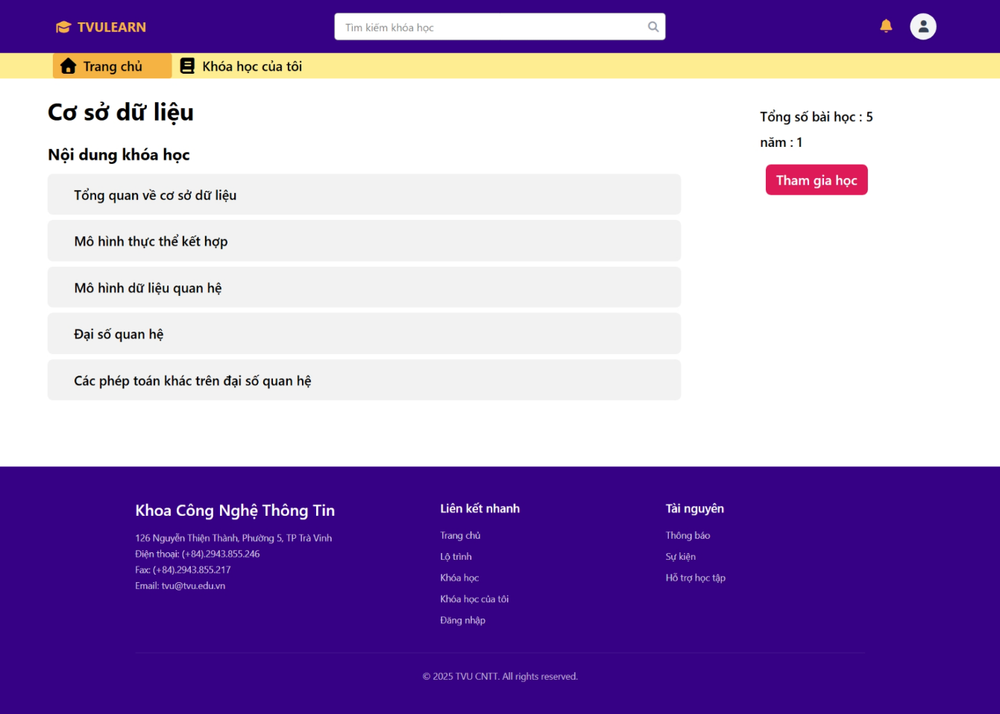 TVULEARN
Tìm kiếm khóa học
Trang chủ
Khóa học của tôi
Cơ sở dữ liệu
Nội dung khóa học
Tổng quan về cơ sở dữ liệu
Mô hình thực thể kết hợp
Mô hình dữ liệu quan hệ
Đại số quan hệ
Các phép toán khác trên đại số quan hệ
Tổng số bài học : 5
năm : 1
Tham gia học
Khoa Công Nghệ Thông Tin
126 Nguyễn Thiện Thành, Phường 5, TP Trà Vinh
Điện thoại: (+84).2943.855.246
Fax: (+84).2943.855.217
Email: tvu@tvu.edu.vn
Liên kết nhanh
Trang chủ
Lộ trình
Khóa học
Khóa học của tôi
Đăng nhập
Tài nguyên
Thông báo
Sự kiện
Hỗ trợ học tập
© 2025 TVU CNTT. All rights reserved.